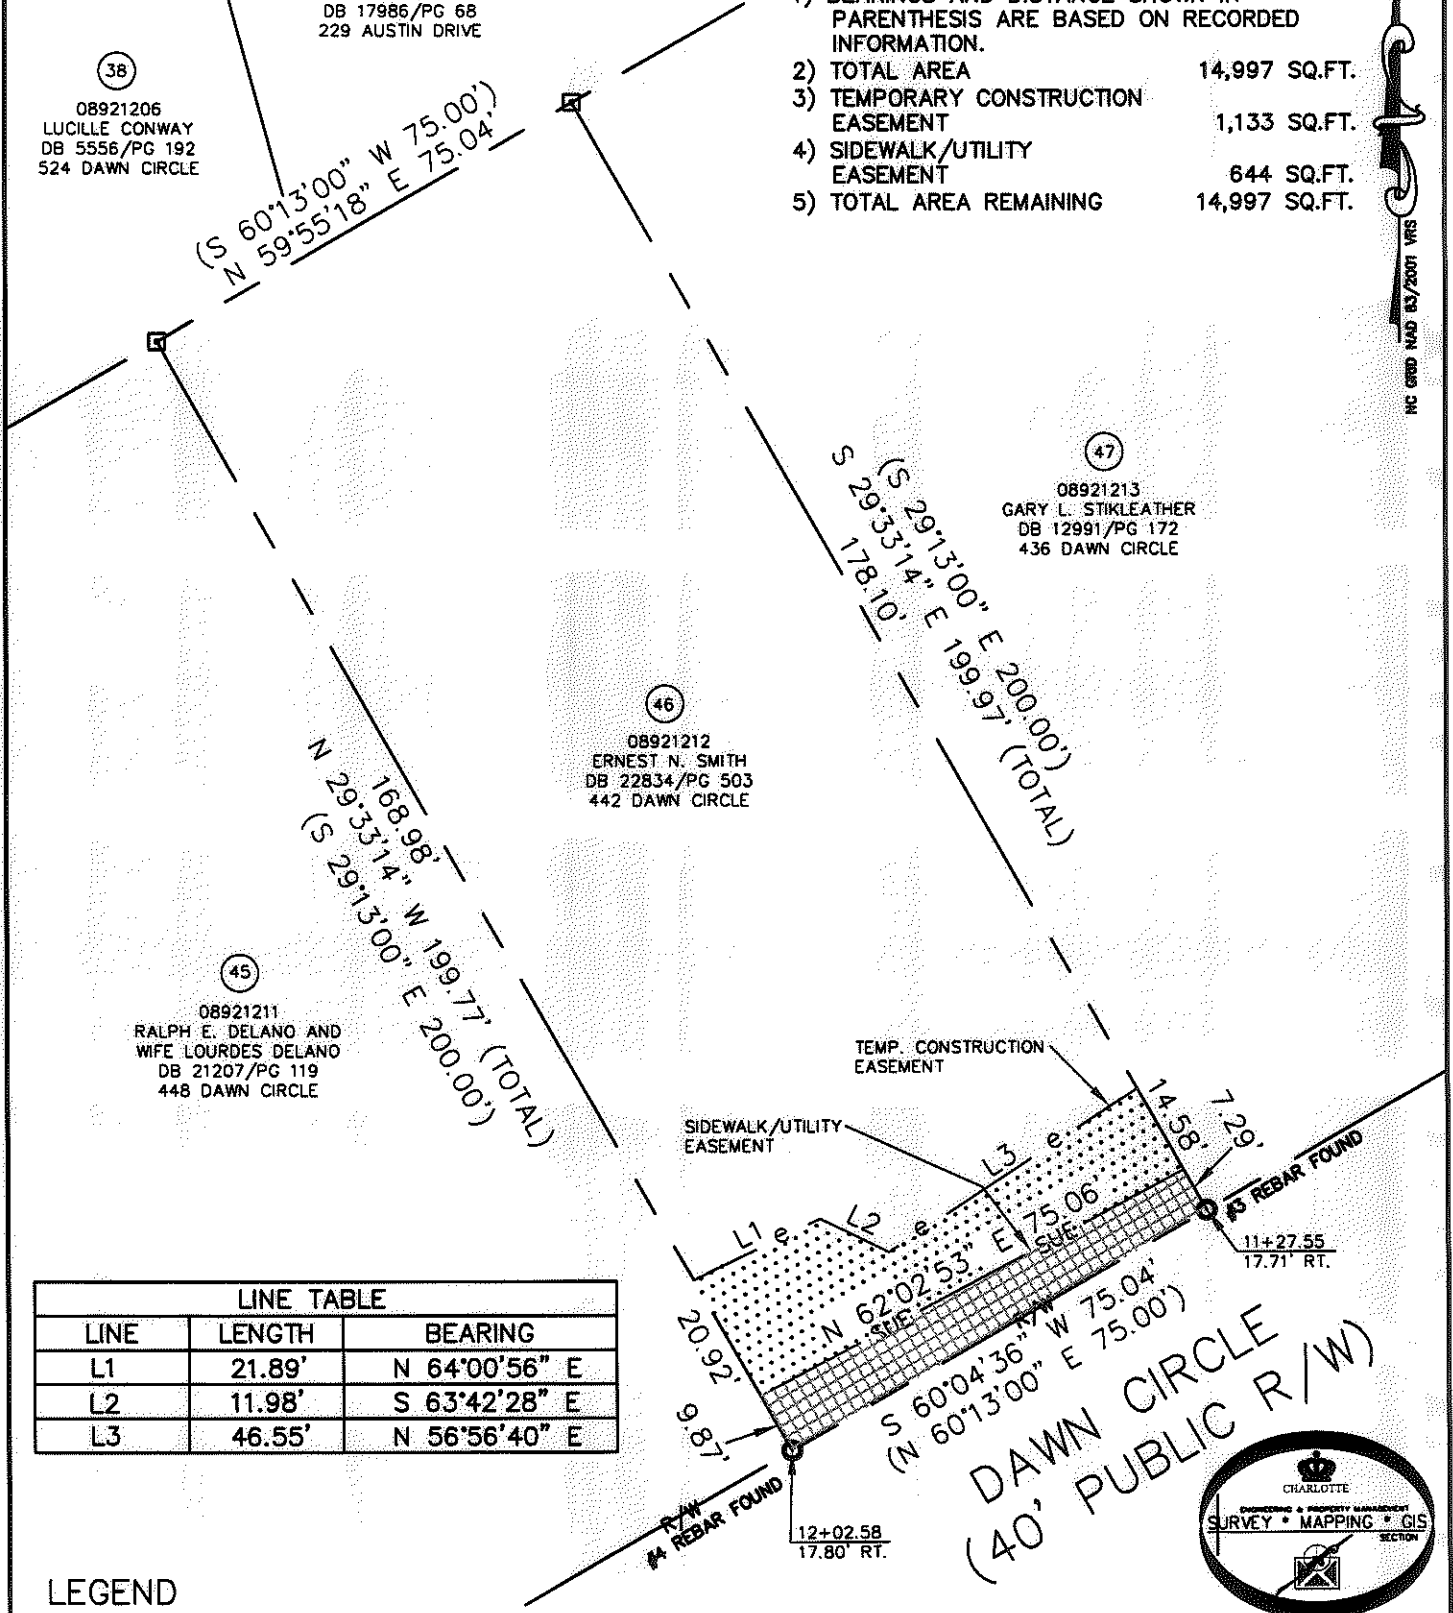 DB 17986/PG 68
229 AUSTIN DRIVE
38
08921206
LUCILLE CONWAY
DB 5556/PG 192
524 DAWN CIRCLE
(S 60°13'00" W 75.00')
N 59°55'18" E 75.04'
1) BEARINGS AND DISTANCE SHOWN IN
PARENTHESIS ARE BASED ON RECORDED
INFORMATION.
2) TOTAL AREA 14,997 SQ.FT.
3) TEMPORARY CONSTRUCTION
EASEMENT 1,133 SQ.FT.
4) SIDEWALK/UTILITY
EASEMENT 644 SQ.FT.
5) TOTAL AREA REMAINING 14,997 SQ.FT.
NC GRID NAD 83/2001 VRS
47
08921213
GARY L. STIKLEATHER
DB 12991/PG 172
436 DAWN CIRCLE
(S 29°13'00" E 200.00')
S 29°33'14" E 199.97' (TOTAL)
178.10'
46
08921212
ERNEST N. SMITH
DB 22834/PG 503
442 DAWN CIRCLE
168.98'
N 29°33'14" W 199.77' (TOTAL)
(S 29°13'00" E 200.00')
45
08921211
RALPH E. DELANO AND
WIFE LOURDES DELANO
DB 21207/PG 119
448 DAWN CIRCLE
TEMP. CONSTRUCTION
EASEMENT
SIDEWALK/UTILITY
EASEMENT
14.58'
7.29'
#3 REBAR FOUND
11+27.55
17.71' RT.
L1 e L2 e L3 e
N 62°02'53" E 75.06'
SUE SUE
R/W
S 60°04'36" W 75.04'
(N 60°13'00" E 75.00')
20.92'
9.87'
R/W
#4 REBAR FOUND
12+02.58
17.80' RT.
DAWN CIRCLE
(40' PUBLIC R/W)
LINE TABLE
LINE LENGTH BEARING
L1 21.89' N 64°00'56" E
L2 11.98' S 63°42'28" E
L3 46.55' N 56°56'40" E
CHARLOTTE
ENGINEERING & PROPERTY MANAGEMENT
SURVEY * MAPPING * GIS
SECTION
LEGEND